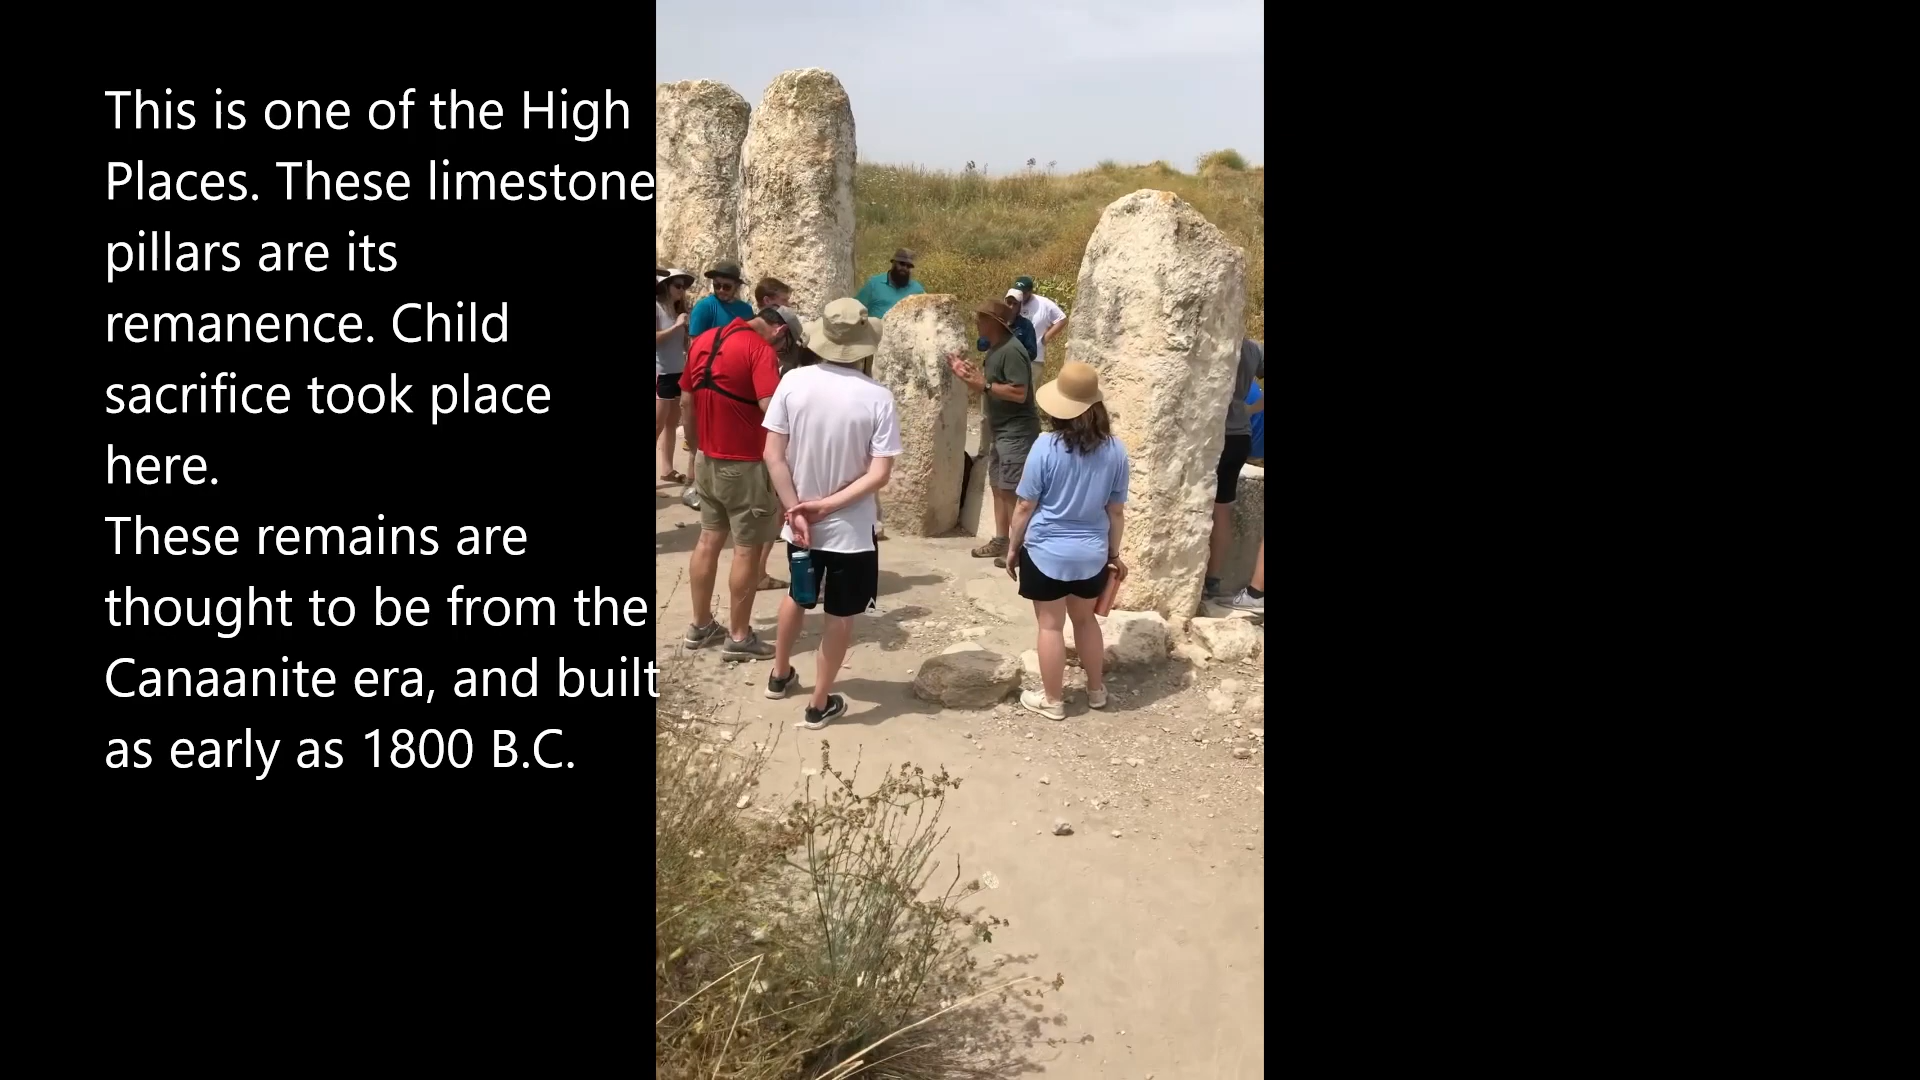 This is one of the High
Places. These limestone
pillars are its
remanence. Child
sacrifice took place
here.
These remains are
thought to be from the
Canaanite era, and built
as early as 1800 B.C.